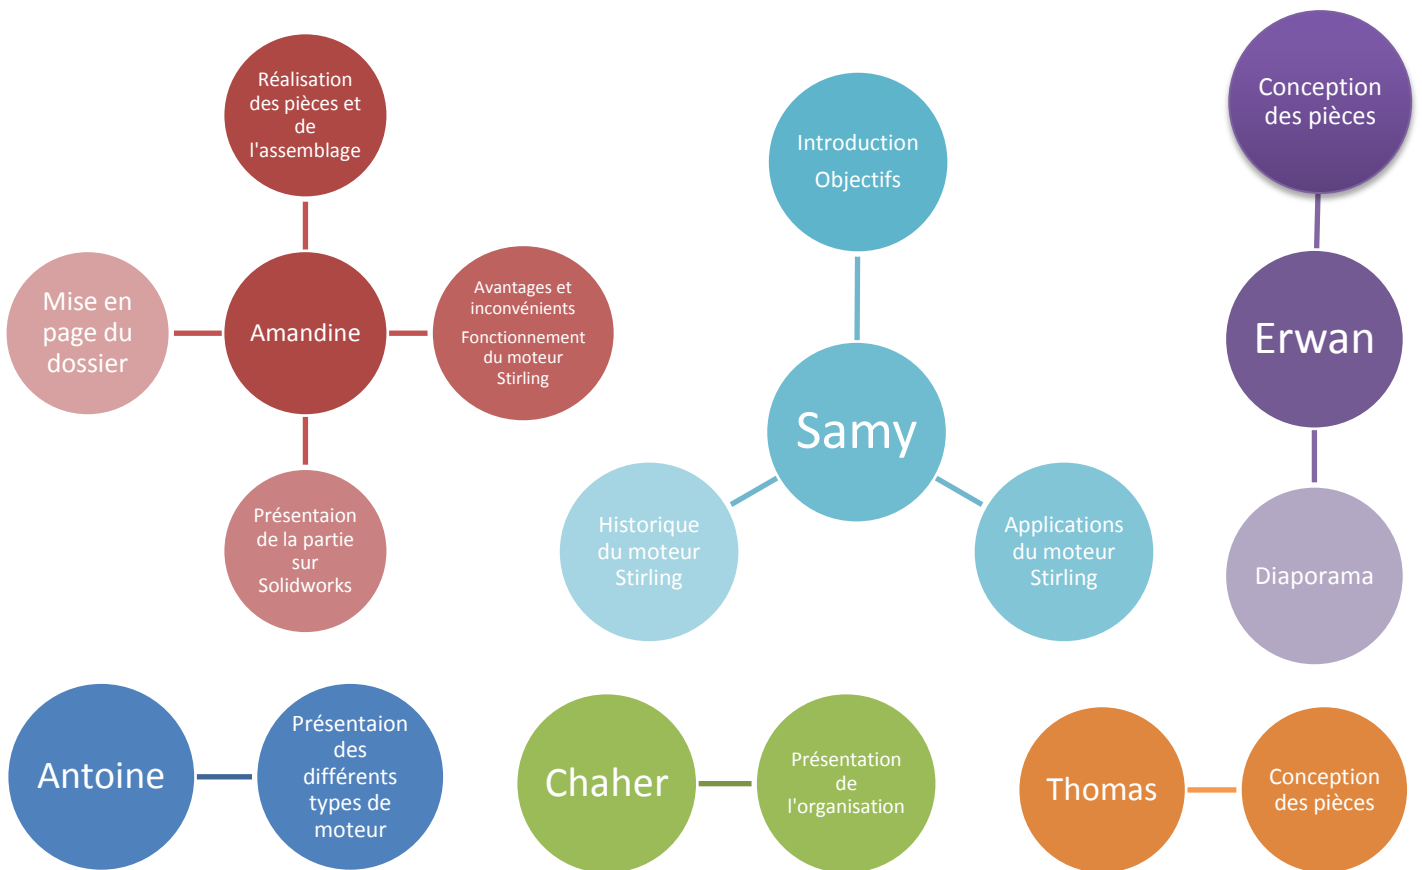 Réalisation
des pièces et
de
l'assemblage
Mise en
page du
dossier
Amandine
Avantages et
inconvénients
Fonctionnement
du moteur
Stirling
Présentaion
de la partie
sur
Solidworks
Introduction
Objectifs
Samy
Historique
du moteur
Stirling
Applications
du moteur
Stirling
Conception
des pièces
Erwan
Diaporama
Antoine
Présentaion
des
différents
types de
moteur
Chaher
Présentation
de
l'organisation
Thomas
Conception
des pièces